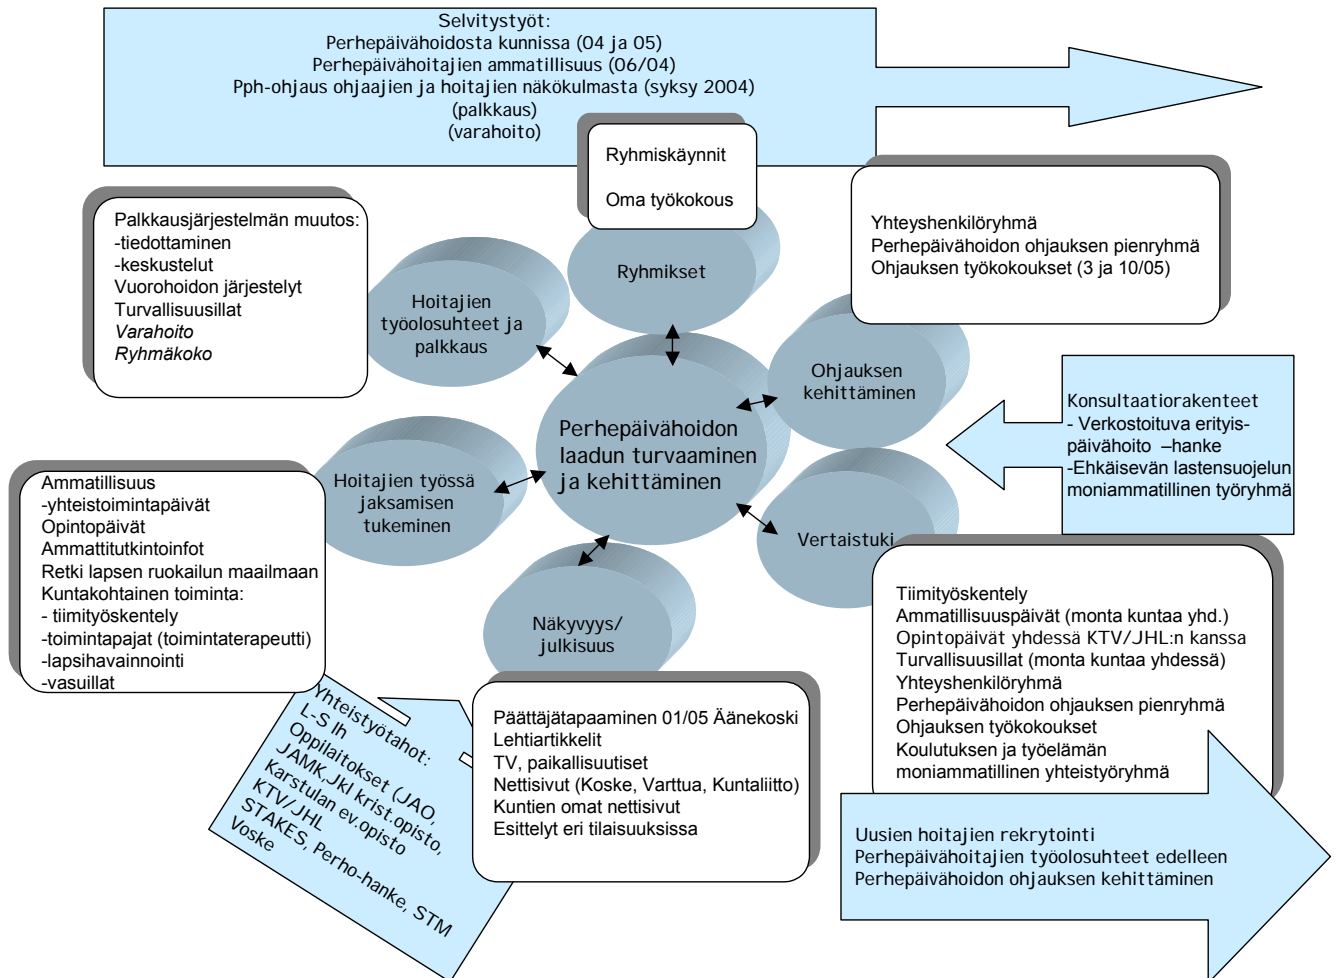 Selvitystyöt:
Perhepäivähoidosta kunnissa (04 ja 05)
Perhepäivähoitajien ammatillisuus (06/04)
Pph-ohjaus ohjaajien ja hoitajien näkökulmasta (syksy 2004)
(palkkaus)
(varahoito)
Ryhmiskäynnit
Oma työkokous
Palkkausjärjestelmän muutos:
-tiedottaminen
-keskustelut
Vuorohoidon järjestelyt
Turvallisuusillat
Varahoito
Ryhmäkoko
Yhteyshenkilöryhmä
Perhepäivähoidon ohjauksen pienryhmä
Ohjauksen työkokoukset (3 ja 10/05)
Ryhmikset
Hoitajien
työolosuhteet ja
palkkaus
Ohjauksen
kehittäminen
Konsultaatiorakenteet
- Verkostoituva erityis-
päivähoito –hanke
-Ehkäisevän lastensuojelun
moniammatillinen työryhmä
Perhepäivähoidon
laadun turvaaminen
ja kehittäminen
Hoitajien työssä
jaksamisen
tukeminen
Vertaistuki
Näkyvyys/
julkisuus
Ammatillisuus
-yhteistoimintapäivät
Opintopäivät
Ammattitutkintoinfot
Retki lapsen ruokailun maailmaan
Kuntakohtainen toiminta:
- tiimityöskentely
-toimintapajat (toimintaterapeutti)
-lapsihavainnointi
-vasuillat
Tiimityöskentely
Ammatillisuuspäivät (monta kuntaa yhd.)
Opintopäivät yhdessä KTV/JHL:n kanssa
Turvallisuusillat (monta kuntaa yhdessä)
Yhteyshenkilöryhmä
Perhepäivähoidon ohjauksen pienryhmä
Ohjauksen työkokoukset
Koulutuksen ja työelämän
moniammatillinen yhteistyöryhmä
Yhteistyötahot:
L-S lh
Oppilaitokset (JAO,
JAMK,Jkl krist.opisto,
Karstulan ev.opisto
KTV/JHL
STAKES, Perho-hanke, STM
Voske
Päättäjätapaaminen 01/05 Äänekoski
Lehtiartikkelit
TV, paikallisuutiset
Nettisivut (Koske, Varttua, Kuntaliitto)
Kuntien omat nettisivut
Esittelyt eri tilaisuuksissa
Uusien hoitajien rekrytointi
Perhepäivähoitajien työolosuhteet edelleen
Perhepäivähoidon ohjauksen kehittäminen